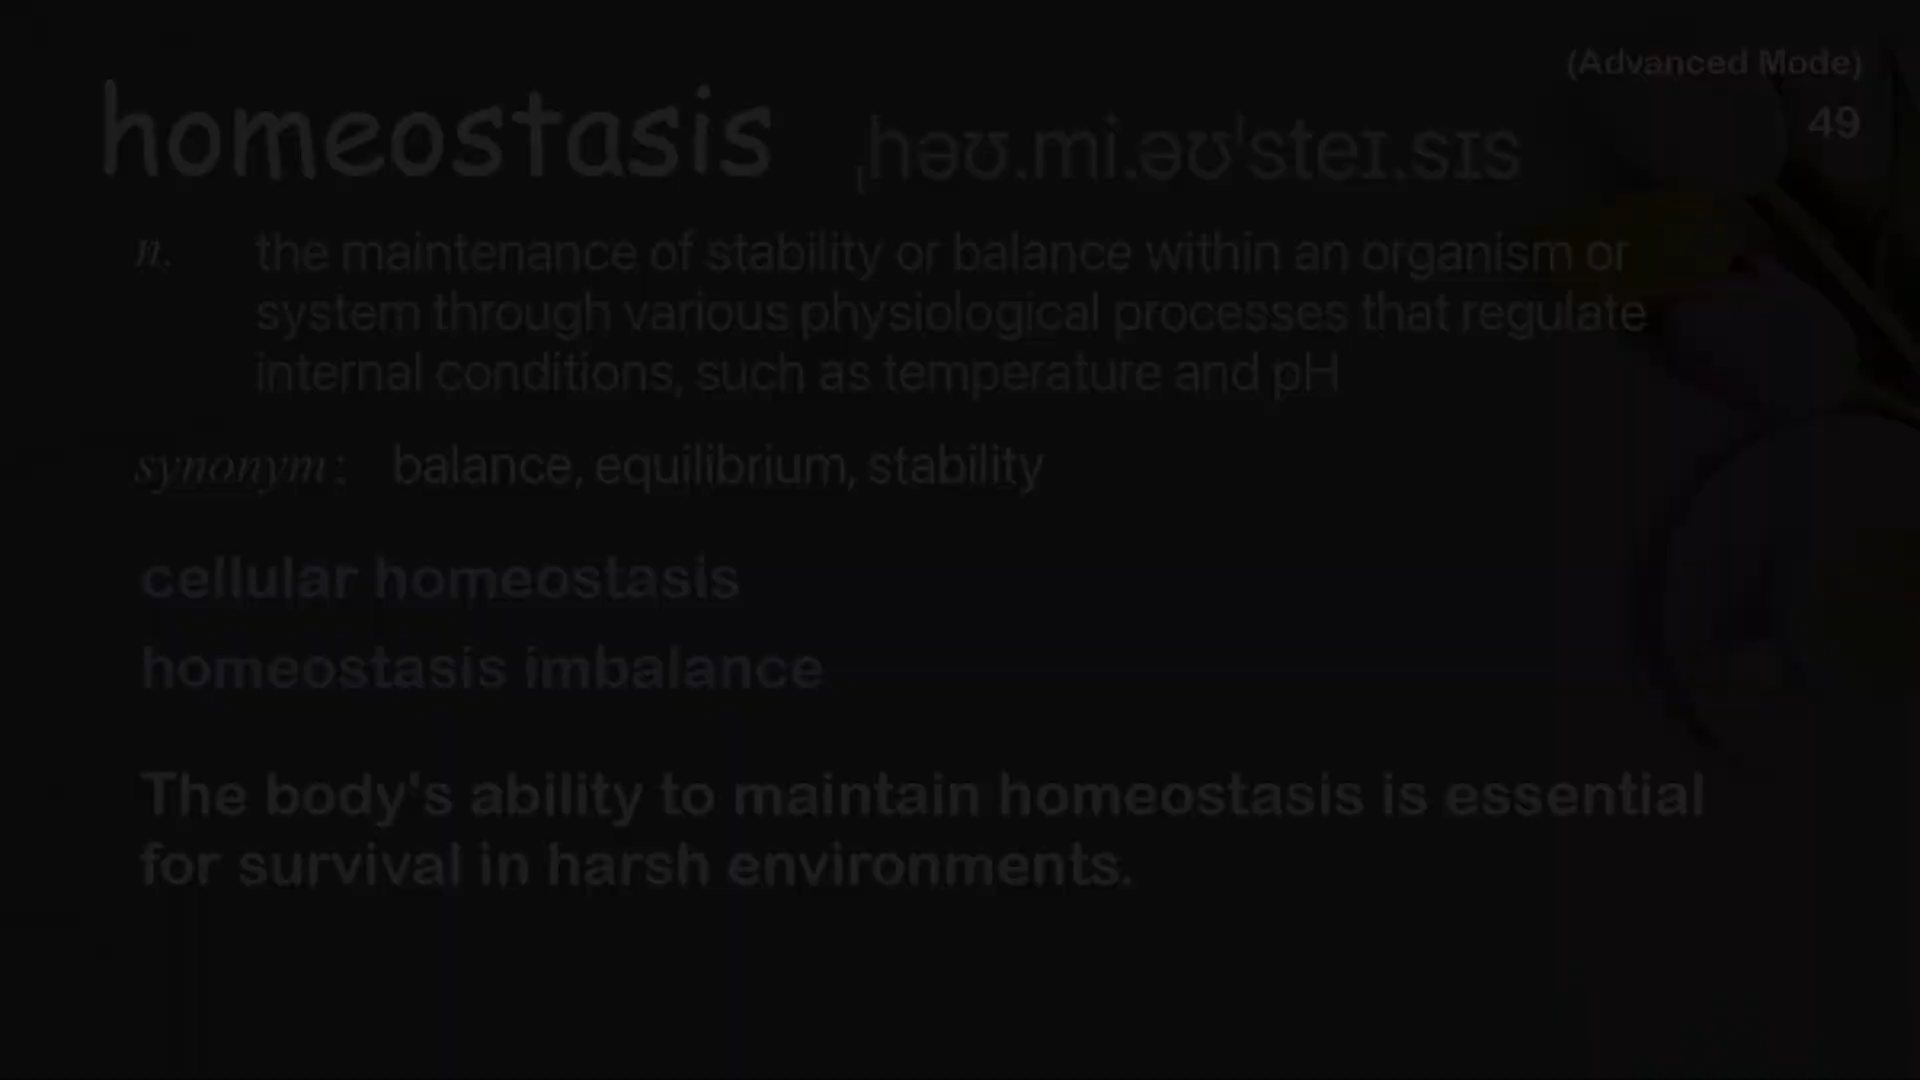 (Advanced Mode)
homeostasis ˌhəʊ.mi.əʊˈsteɪ.sɪs
49
n. the maintenance of stability or balance within an organism or
system through various physiological processes that regulate
internal conditions, such as temperature and pH
synonym: balance, equilibrium, stability
cellular homeostasis
homeostasis imbalance
The body's ability to maintain homeostasis is essential
for survival in harsh environments.